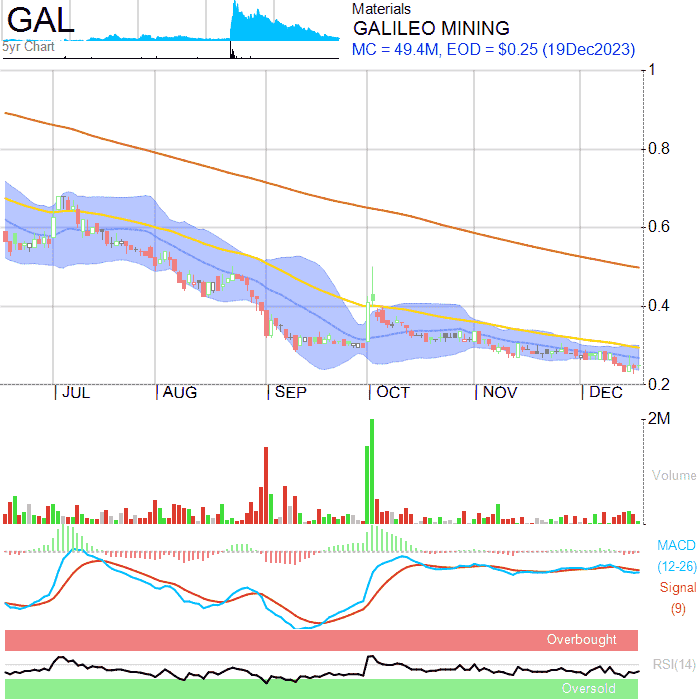 GAL
5yr Chart
Materials
GALILEO MINING
MC = 49.4M, EOD = $0.25 (19Dec2023)
1
0.8
0.6
0.4
0.2
JUL AUG SEP OCT NOV DEC
2M
Volume
MACD
(12-26)
Signal
(9)
Overbought
RSI(14)
Oversold